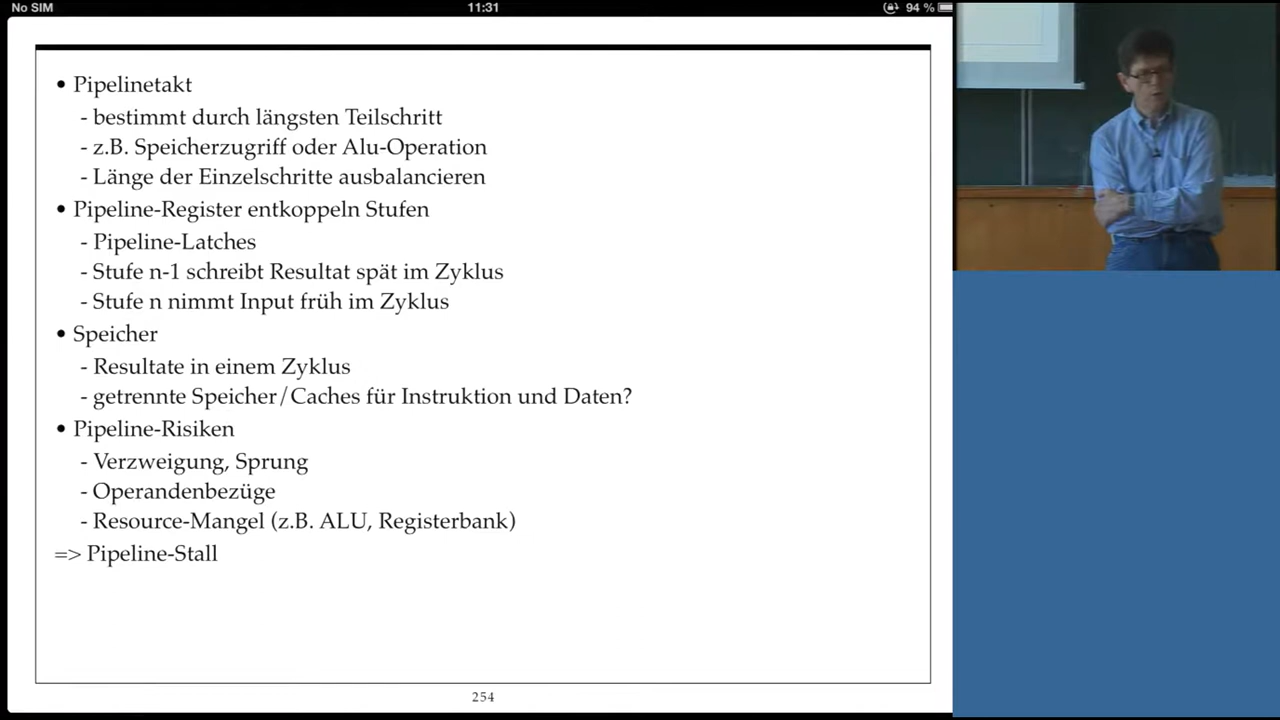 No SIM 11:31 94 %
• Pipelinetakt
- bestimmt durch längsten Teilschritt
- z.B. Speicherzugriff oder Alu-Operation
- Länge der Einzelschritte ausbalancieren
• Pipeline-Register entkoppeln Stufen
- Pipeline-Latches
- Stufe n-1 schreibt Resultat spät im Zyklus
- Stufe n nimmt Input früh im Zyklus
• Speicher
- Resultate in einem Zyklus
- getrennte Speicher/Caches für Instruktion und Daten?
• Pipeline-Risiken
- Verzweigung, Sprung
- Operandenbezüge
- Resource-Mangel (z.B. ALU, Registerbank)
=> Pipeline-Stall
254